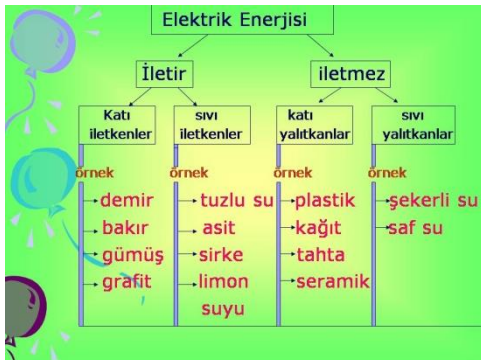 Elektrik Enerjisi
İletir
iletmez
Katı
iletkenler
sıvı
iletkenler
katı
yalıtkanlar
sıvı
yalıtkanlar
örnek
demir
bakır
gümüş
grafit
örnek
tuzlu su
asit
sirke
limon
suyu
örnek
plastik
kağıt
tahta
seramik
örnek
şekerli su
saf su